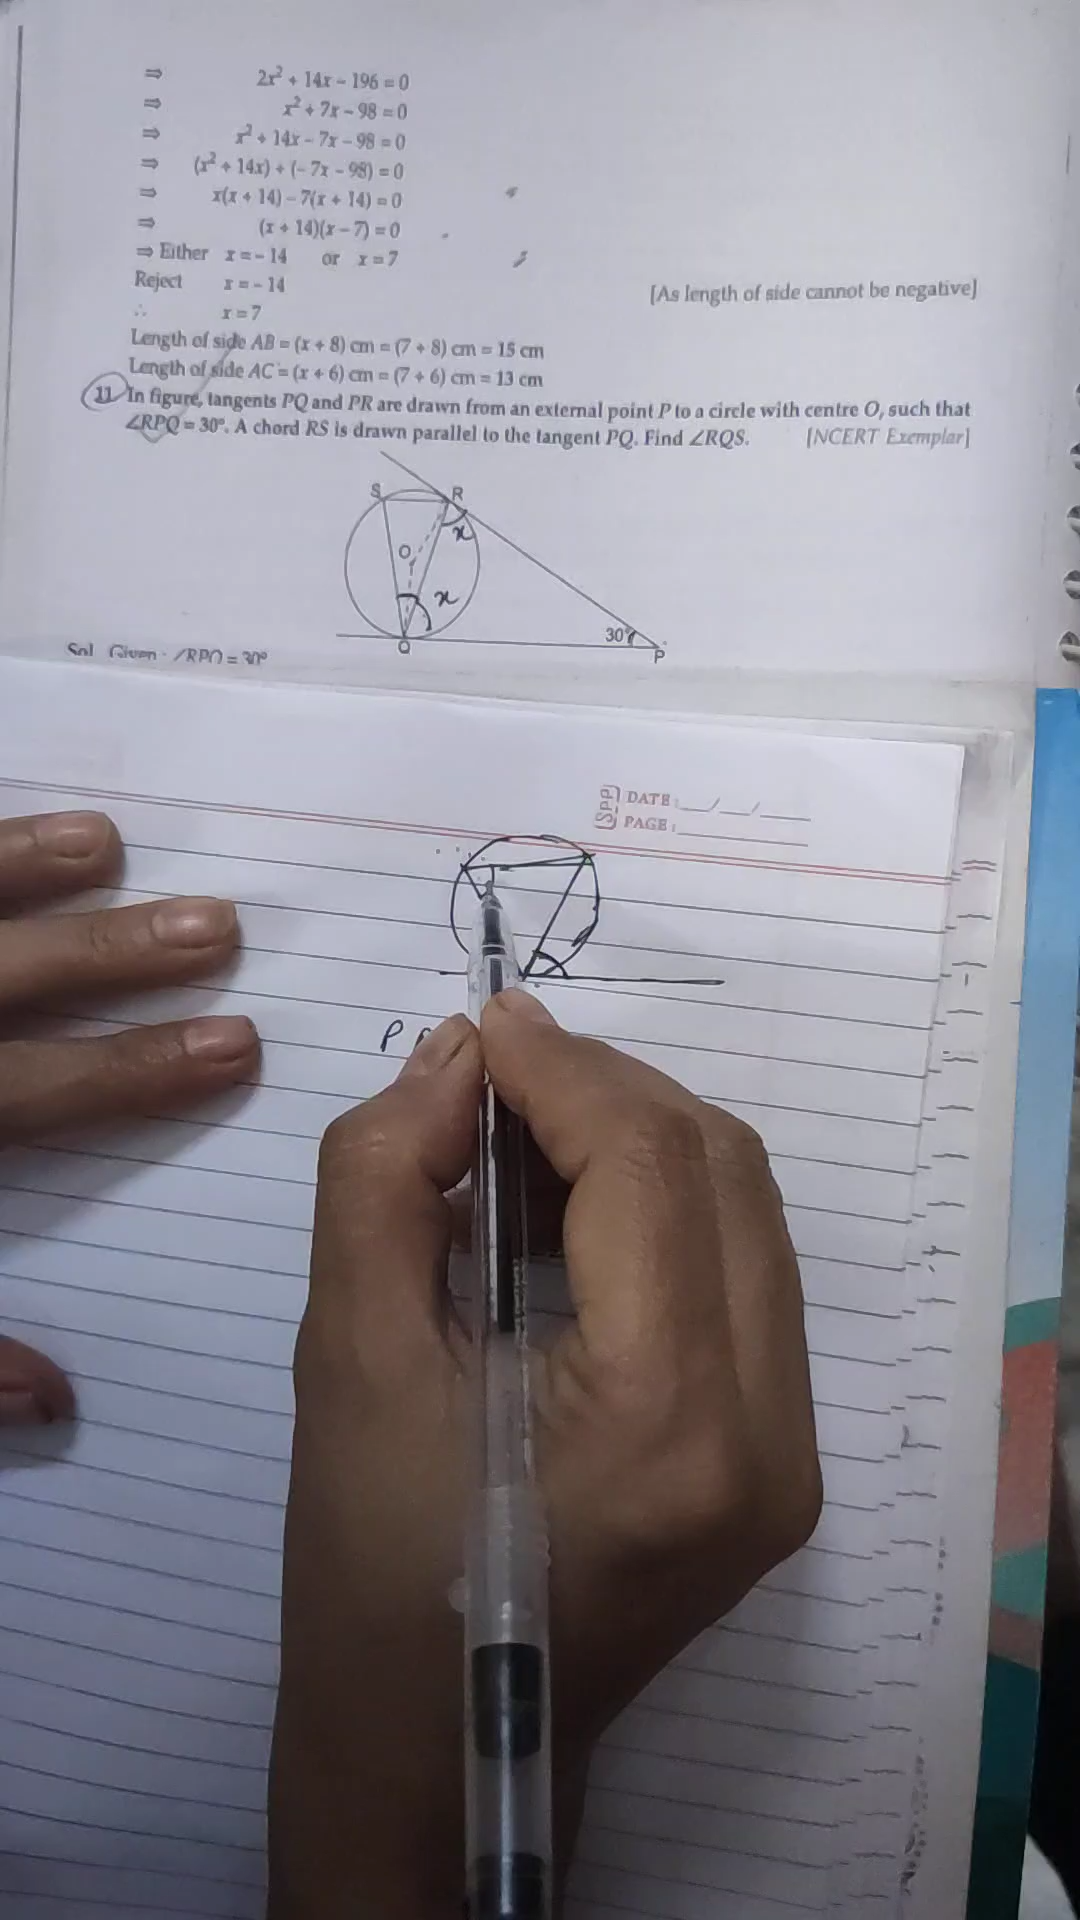 ⇒ 2x² + 14x – 196 = 0
⇒ x² + 7x – 98 = 0
⇒ x² + 14x – 7x – 98 = 0
⇒ (x² + 14x) + (– 7x – 98) = 0
⇒ x(x + 14) – 7(x + 14) = 0
⇒ (x + 14)(x – 7) = 0
⇒ Either x = – 14 or x = 7
Reject x = – 14 [As length of side cannot be negative]
∴ x = 7
Length of side AB = (x + 8) cm = (7 + 8) cm = 15 cm
Length of side AC = (x + 6) cm = (7 + 6) cm = 13 cm
11. In figure, tangents PQ and PR are drawn from an external point P to a circle with centre O, such that
∠RPQ = 30°. A chord RS is drawn parallel to the tangent PQ. Find ∠RQS. [NCERT Exemplar]
S R
x
O
x
30°
Q P
Sol. Given : ∠RPQ = 30°
DATE :
PAGE :
P